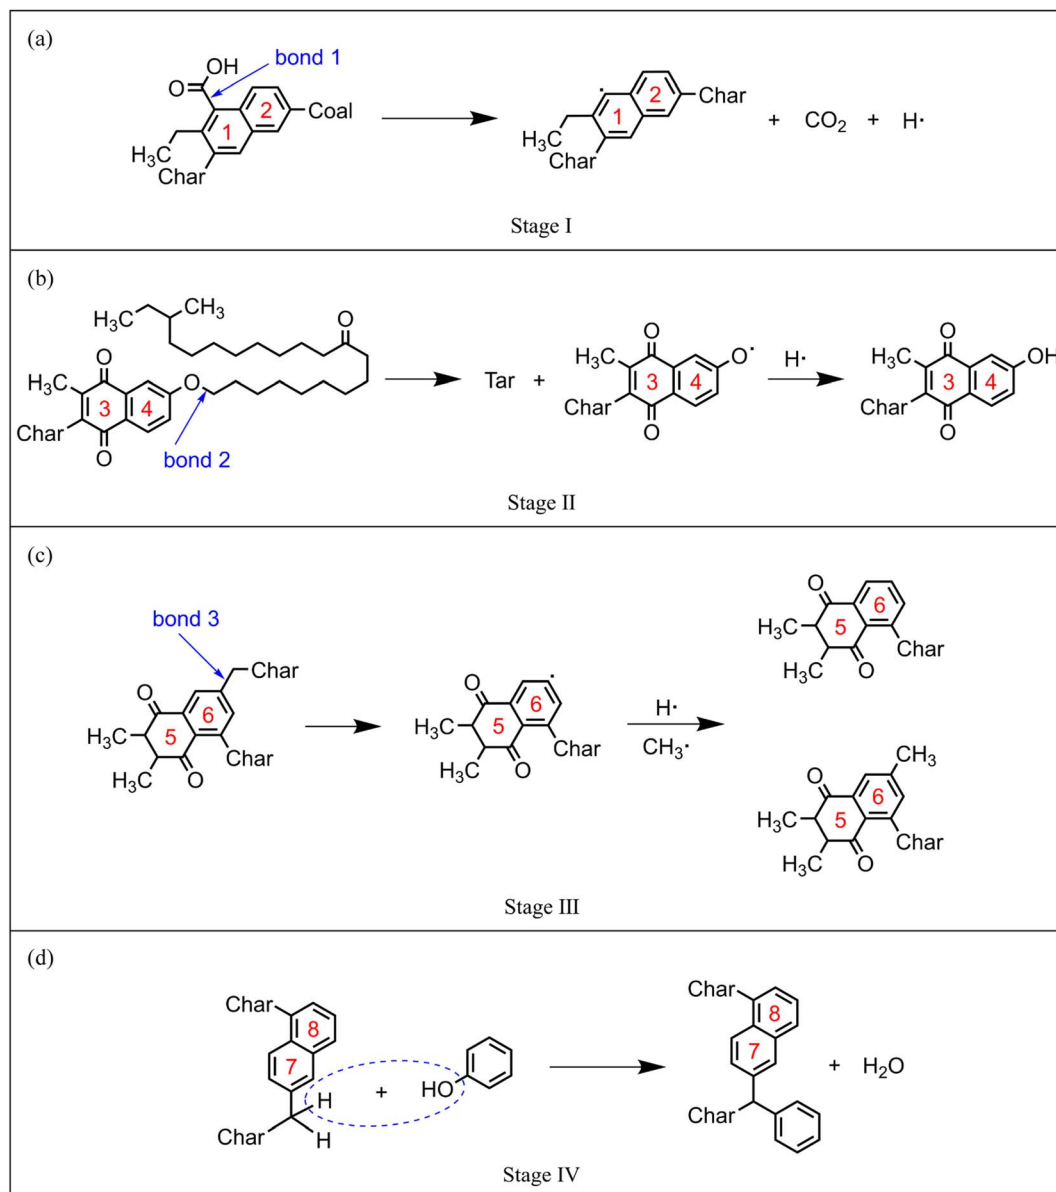 (a)
OH
bond 1
O
1
2
Coal
H₃C
Char
1
2
Char
H₃C
Char
+ CO₂ + H·
Stage I
(b)
H₃C
CH₃
O
O
H₃C
3
4
O
Char
O
bond 2
Tar +
O
H₃C
3
4
O·
Char
O
H·
O
H₃C
3
4
OH
Char
O
Stage II
(c)
bond 3
Char
O
6
5
H₃C
H₃C
O
Char
O
6
5
H₃C
H₃C
O
Char
H·
CH₃·
O
6
5
H₃C
H₃C
O
Char
CH₃
O
6
5
H₃C
H₃C
O
Char
Stage III
(d)
Char
8
7
H
+
HO
Char
H
Char
8
7
Char
+ H₂O
Stage IV